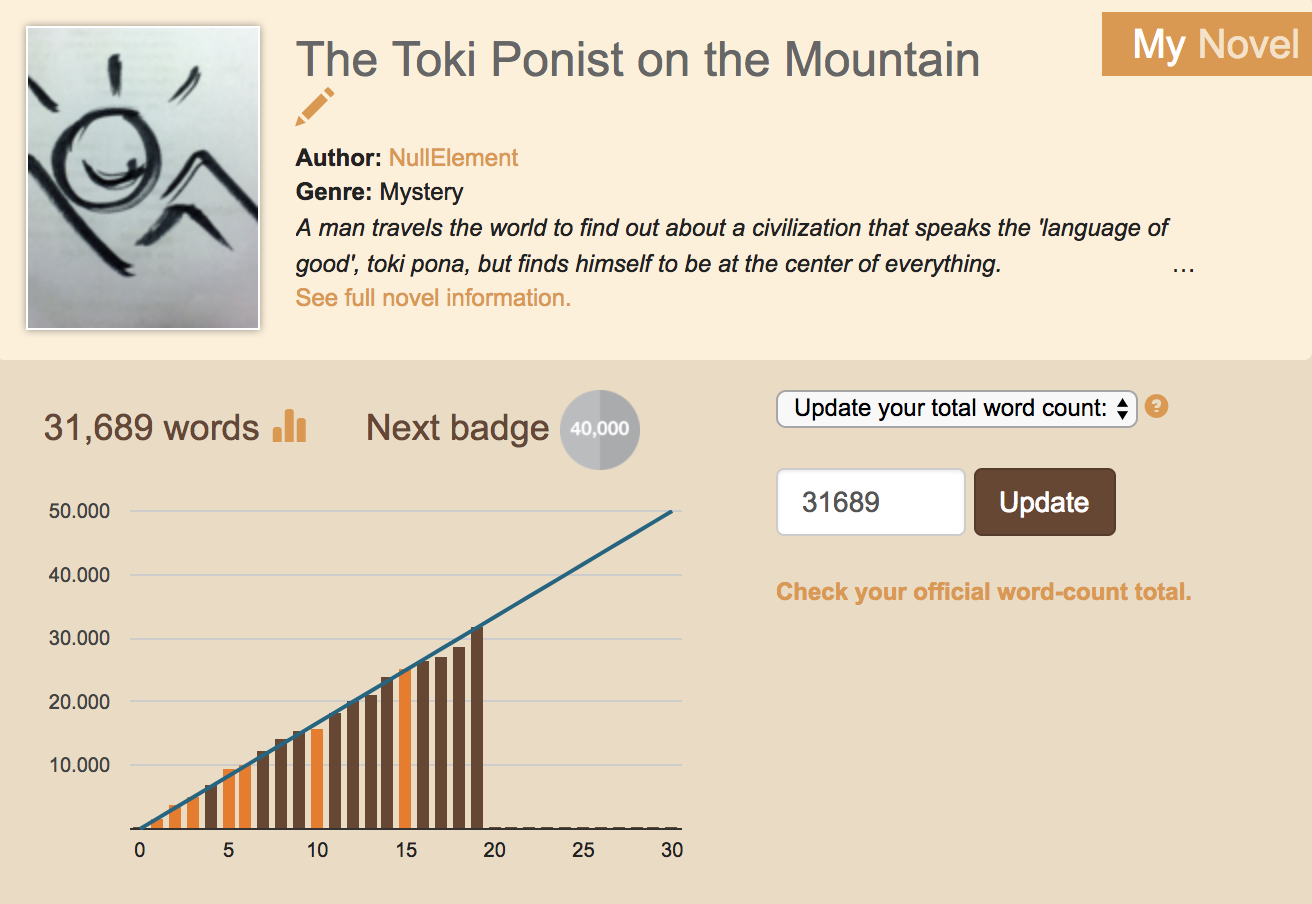 The Toki Ponist on the Mountain
My Novel
Author: NullElement
Genre: Mystery
A man travels the world to find out about a civilization that speaks the 'language of
good', toki pona, but finds himself to be at the center of everything. ...
See full novel information.
31,689 words
Next badge
40,000
Update your total word count:
?
31689
Update
Check your official word-count total.
50.000
40.000
30.000
20.000
10.000
0 5 10 15 20 25 30